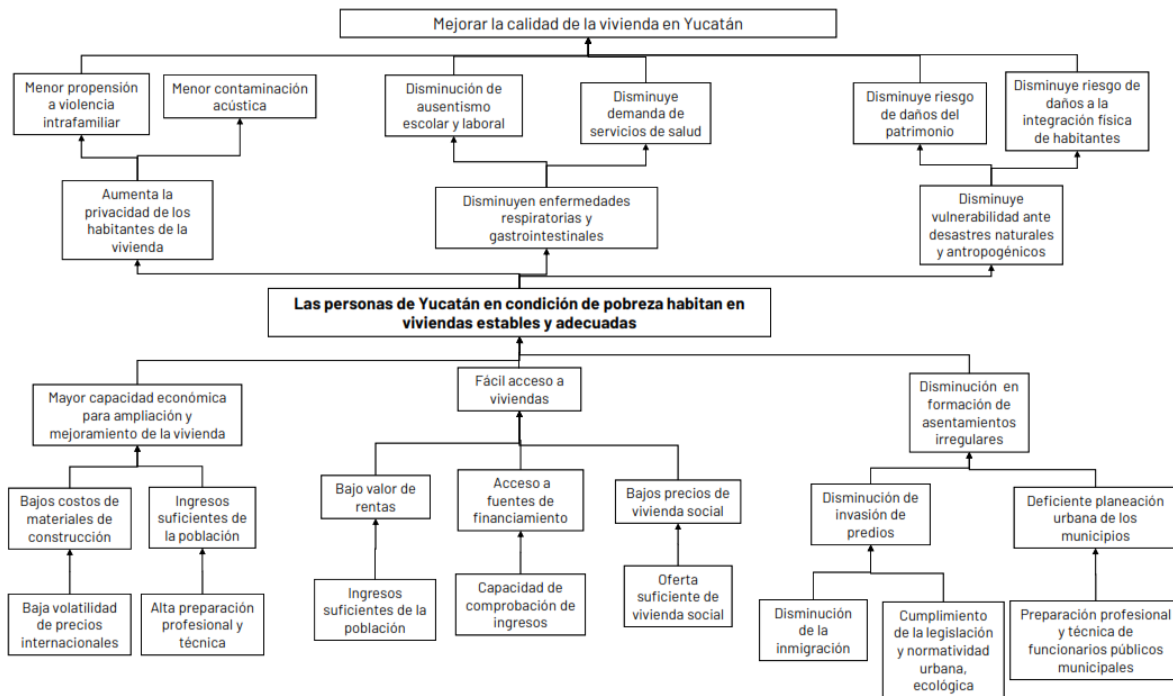 Mejorar la calidad de la vivienda en Yucatán
Menor propensión
a violencia
intrafamiliar
Menor contaminación
acústica
Disminución de
ausentismo
escolar y laboral
Disminuye
demanda de
servicios de salud
Disminuye riesgo
de daños del
patrimonio
Disminuye riesgo de
daños a la
integración física
de habitantes
Aumenta la
privacidad de los
habitantes de la
vivienda
Disminuyen enfermedades
respiratorias y
gastrointestinales
Disminuye
vulnerabilidad ante
desastres naturales
y antropogénicos
Las personas de Yucatán en condición de pobreza habitan en
viviendas estables y adecuadas
Mayor capacidad económica
para ampliación y
mejoramiento de la vivienda
Fácil acceso a
viviendas
Disminución en
formación de
asentamientos
irregulares
Bajos costos de
materiales de
construcción
Ingresos
suficientes de
la población
Bajo valor de
rentas
Acceso a
fuentes de
financiamiento
Bajos precios de
vivienda social
Disminución de
invasión de
predios
Deficiente planeación
urbana de los
municipios
Baja volatilidad
de precios
internacionales
Alta preparación
profesional y
técnica
Ingresos
suficientes de la
población
Capacidad de
comprobación de
ingresos
Oferta
suficiente de
vivienda social
Disminución
de la
inmigración
Cumplimiento
de la legislación
y normatividad
urbana,
ecológica
Preparación profesional
y técnica de
funcionarios públicos
municipales